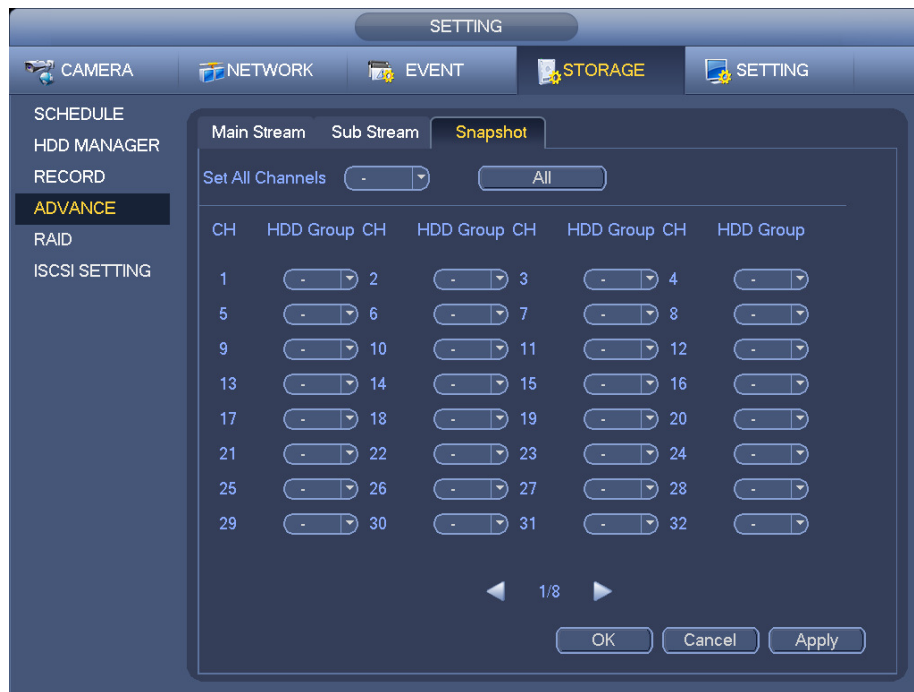 SETTING
CAMERA NETWORK EVENT STORAGE SETTING
SCHEDULE
HDD MANAGER
RECORD
ADVANCE
RAID
ISCSI SETTING
Main Stream Sub Stream Snapshot
Set All Channels - All
CH HDD Group CH HDD Group CH HDD Group CH HDD Group
1 - 2 - 3 - 4 -
5 - 6 - 7 - 8 -
9 - 10 - 11 - 12 -
13 - 14 - 15 - 16 -
17 - 18 - 19 - 20 -
21 - 22 - 23 - 24 -
25 - 26 - 27 - 28 -
29 - 30 - 31 - 32 -
1/8
OK Cancel Apply